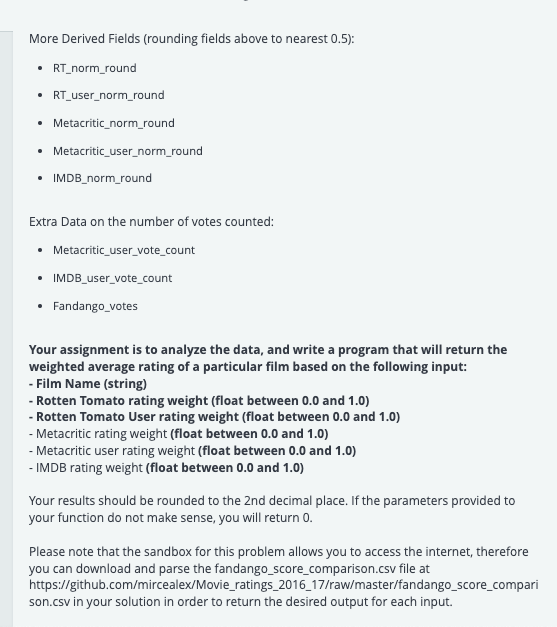 More Derived Fields (rounding fields above to nearest 0.5):
• RT_norm_round
• RT_user_norm_round
• Metacritic_norm_round
• Metacritic_user_norm_round
• IMDB_norm_round
Extra Data on the number of votes counted:
• Metacritic_user_vote_count
• IMDB_user_vote_count
• Fandango_votes
Your assignment is to analyze the data, and write a program that will return the
weighted average rating of a particular film based on the following input:
- Film Name (string)
- Rotten Tomato rating weight (float between 0.0 and 1.0)
- Rotten Tomato User rating weight (float between 0.0 and 1.0)
- Metacritic rating weight (float between 0.0 and 1.0)
- Metacritic user rating weight (float between 0.0 and 1.0)
- IMDB rating weight (float between 0.0 and 1.0)
Your results should be rounded to the 2nd decimal place. If the parameters provided to
your function do not make sense, you will return 0.
Please note that the sandbox for this problem allows you to access the internet, therefore
you can download and parse the fandango_score_comparison.csv file at
https://github.com/mircealex/Movie_ratings_2016_17/raw/master/fandango_score_compari
son.csv in your solution in order to return the desired output for each input.